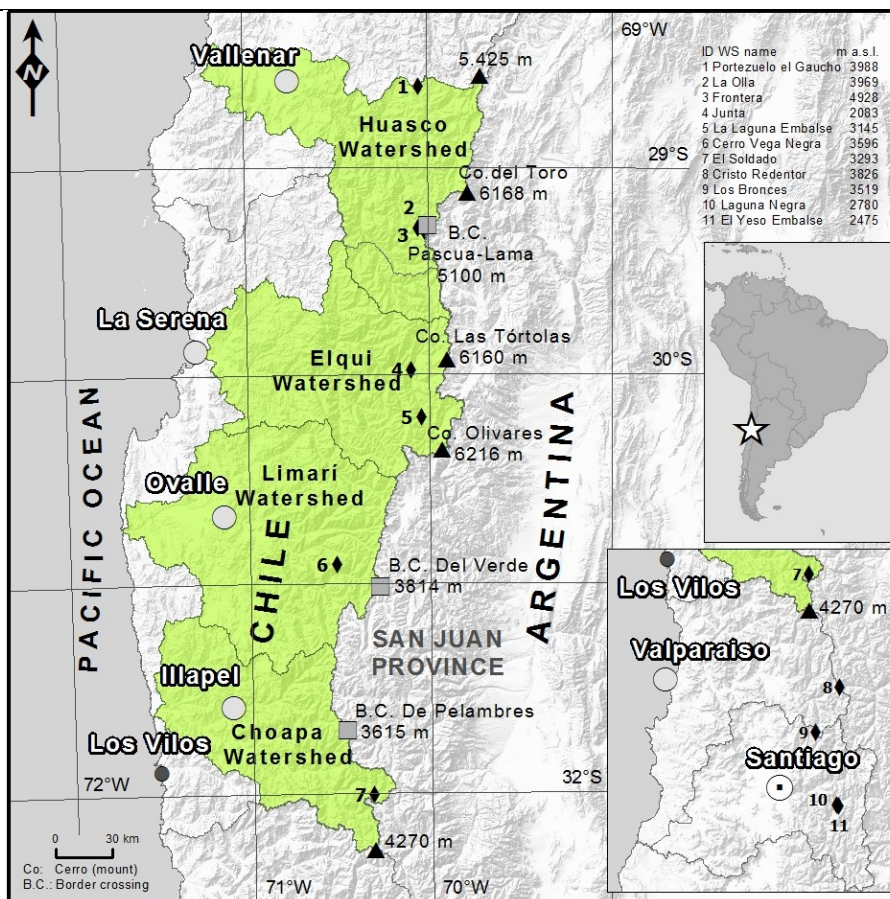 N
Vallenar
5.425 m
69°W
ID WS name m a.s.l.
1 Portezuelo el Gaucho 3988
2 La Olla 3969
3 Frontera 4928
4 Junta 2083
5 La Laguna Embalse 3145
6 Cerro Vega Negra 3596
7 El Soldado 3293
8 Cristo Redentor 3826
9 Los Bronces 3519
10 Laguna Negra 2780
11 El Yeso Embalse 2475
1
Huasco
Watershed
29°S
Co.del Toro
6168 m
2
3
B.C.
Pascua-Lama
5100 m
La Serena
Co. Las Tórtolas
6160 m
Elqui
Watershed
4
30°S
5
Co. Olivares
6216 m
PACIFIC OCEAN
CHILE
ARGENTINA
Limarí
Watershed
Ovalle
6
B.C. Del Verde
3814 m
SAN JUAN
PROVINCE
Illapel
B.C. De Pelambres
3615 m
Choapa
Watershed
Los Vilos
72°W
7
32°S
4270 m
0 30 km
Co: Cerro (mount)
B.C.: Border crossing
71°W
70°W
7
Los Vilos
4270 m
Valparaiso
8
9
Santiago
10
11